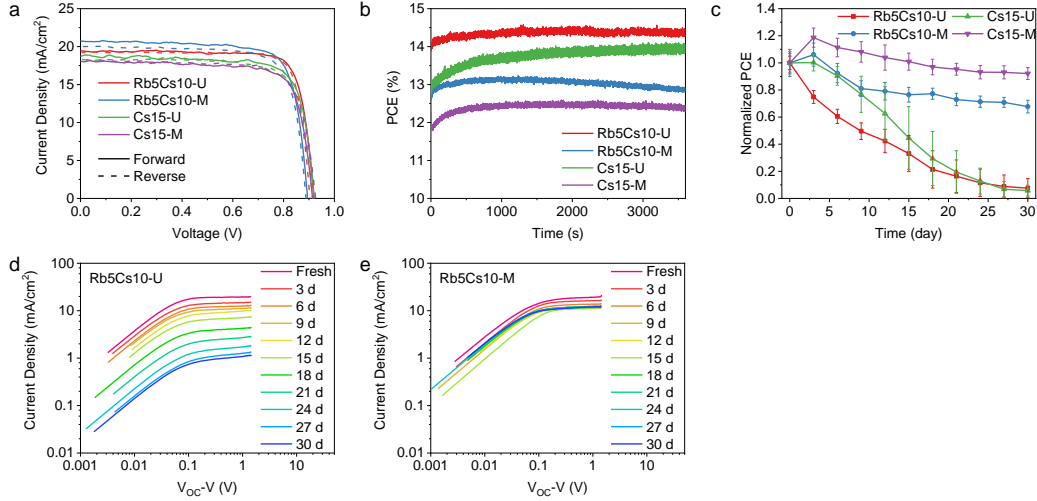 a
Current Density (mA/cm²)
25
20
15
10
5
0
Rb5Cs10-U
Rb5Cs10-M
Cs15-U
Cs15-M
Forward
Reverse
0.0 0.2 0.4 0.6 0.8 1.0
Voltage (V)
b
PCE (%)
15
14
13
12
11
10
Rb5Cs10-U
Rb5Cs10-M
Cs15-U
Cs15-M
0 1000 2000 3000
Time (s)
c
Normalized PCE
1.4
1.2
1.0
0.8
0.6
0.4
0.2
0.0
Rb5Cs10-U Cs15-U
Rb5Cs10-M Cs15-M
0 5 10 15 20 25 30
Time (day)
d
Current Density (mA/cm²)
100
10
1
0.1
0.01
Rb5Cs10-U
Fresh
3 d
6 d
9 d
12 d
15 d
18 d
21 d
24 d
27 d
30 d
0.001 0.01 0.1 1 10
V_OC-V (V)
e
Current Density (mA/cm²)
100
10
1
0.1
0.01
Rb5Cs10-M
Fresh
3 d
6 d
9 d
12 d
15 d
18 d
21 d
24 d
27 d
30 d
0.001 0.01 0.1 1 10
V_OC-V (V)